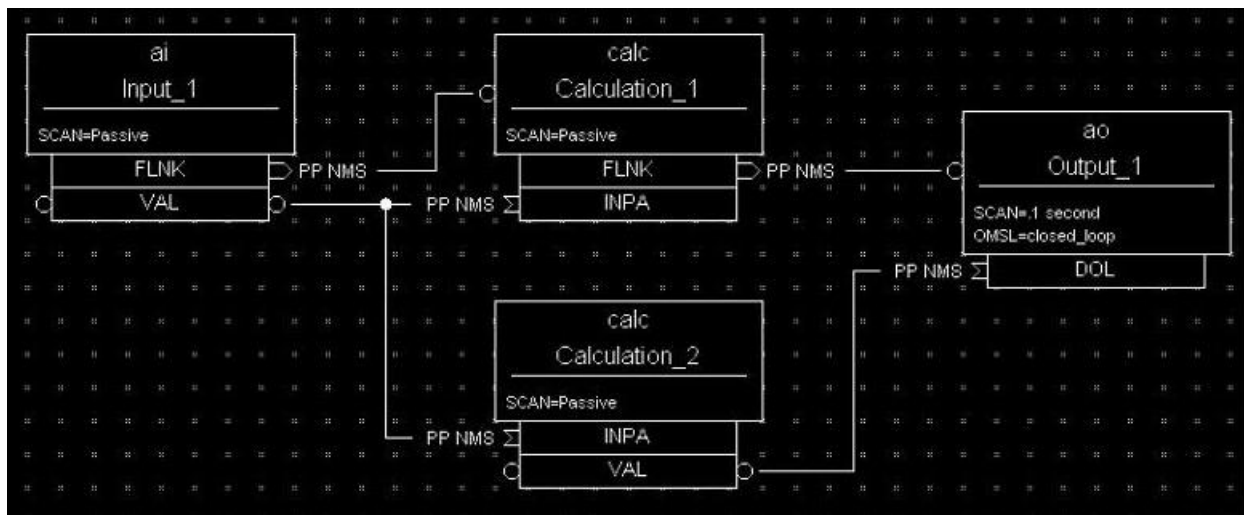 ai
Input_1
SCAN=Passive
FLNK
PP NMS
VAL
calc
Calculation_1
SCAN=Passive
FLNK
PP NMS
PP NMS
INPA
ao
Output_1
SCAN=.1 second
OMSL=closed_loop
PP NMS
DOL
calc
Calculation_2
SCAN=Passive
PP NMS
INPA
VAL